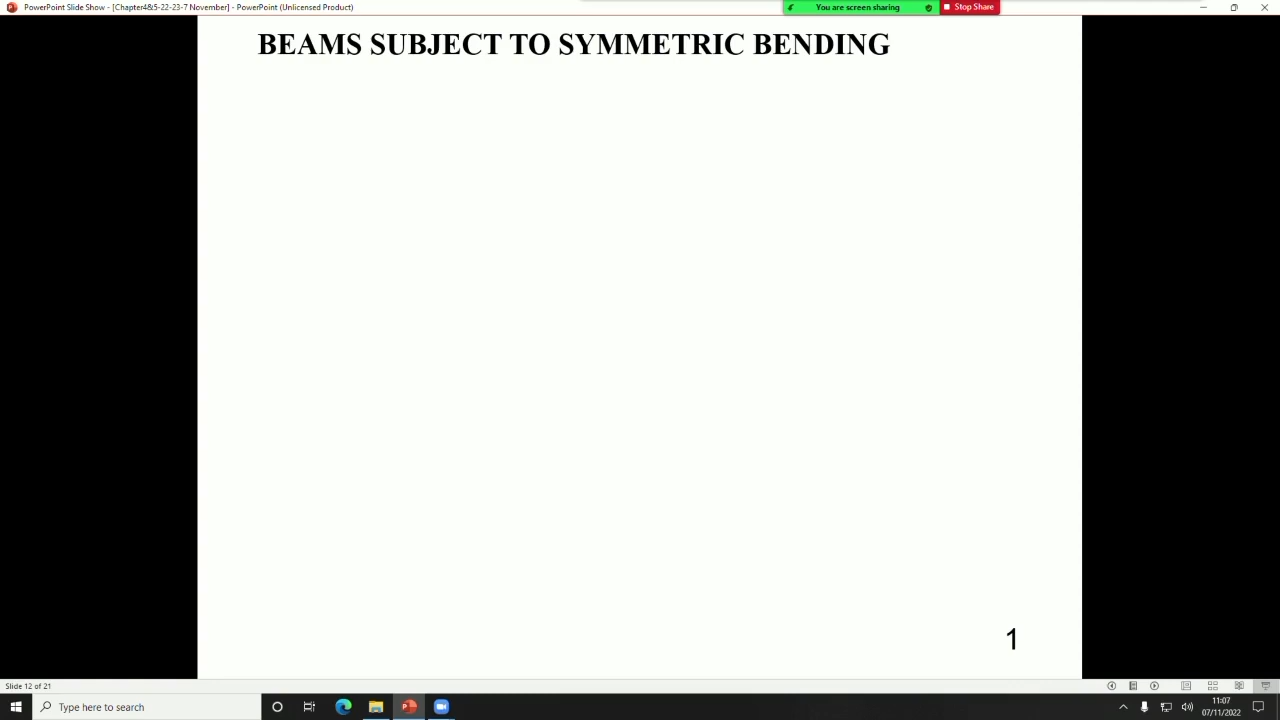 PowerPoint Slide Show - [Chapter4&5-22-23-7 November] - PowerPoint (Unlicensed Product)
You are screen sharing
Stop Share
BEAMS SUBJECT TO SYMMETRIC BENDING
1
Slide 12 of 21
Type here to search
11:07
07/11/2022